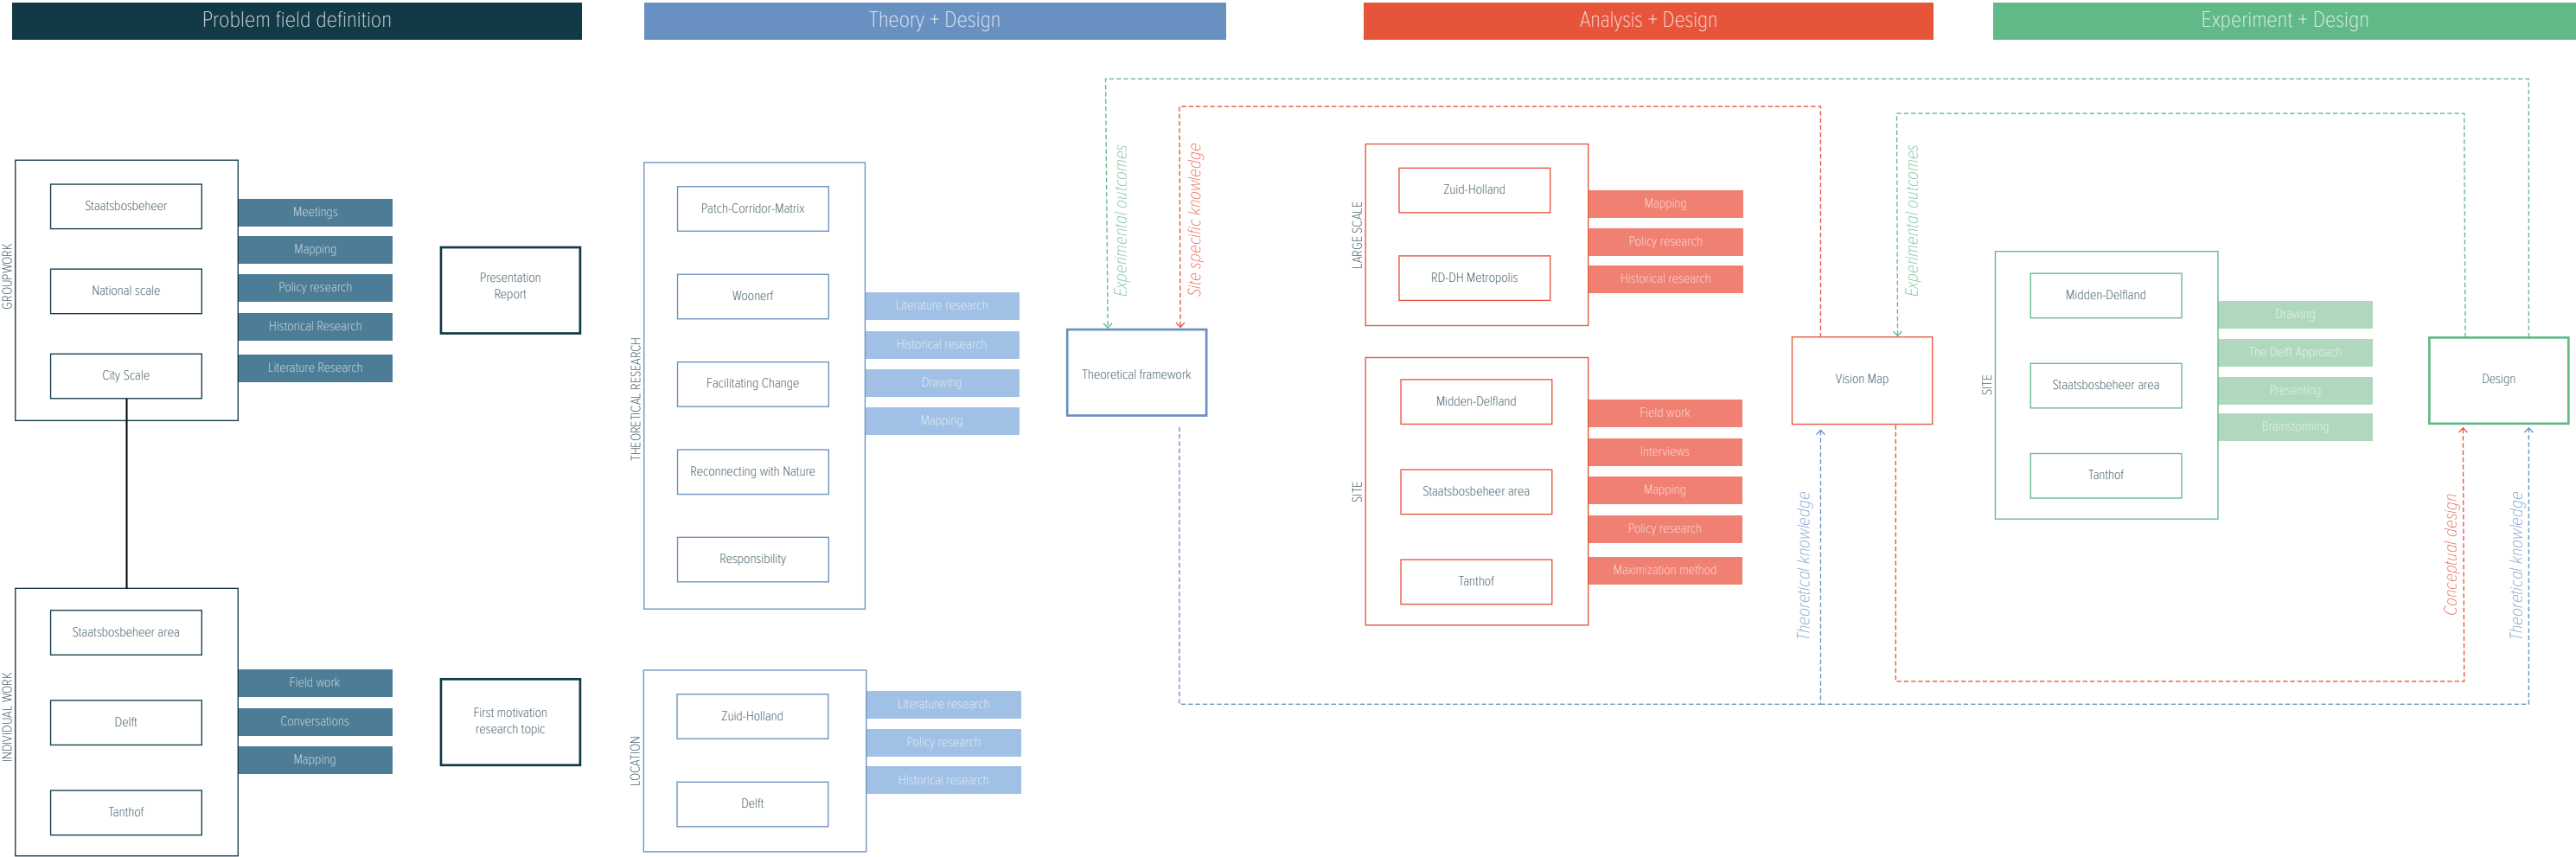 Problem field definition
Theory + Design
Analysis + Design
Experiment + Design
GROUPWORK
Staatsbosbeheer
National scale
City Scale
Meetings
Mapping
Policy research
Historical Research
Literature Research
Presentation
Report
INDIVIDUAL WORK
Staatsbosbeheer area
Delft
Tanthof
Field work
Conversations
Mapping
First motivation
research topic
THEORETICAL RESEARCH
Patch-Corridor-Matrix
Woonerf
Facilitating Change
Reconnecting with Nature
Responsibility
Literature research
Historical research
Drawing
Mapping
LOCATION
Zuid-Holland
Delft
Literature research
Policy research
Historical research
Experimental outcomes
Site specific knowledge
Theoretical framework
LARGE SCALE
Zuid-Holland
RD-DH Metropolis
Mapping
Policy research
Historical research
SITE
Midden-Delfland
Staatsbosbeheer area
Tanthof
Field work
Interviews
Mapping
Policy research
Maximization method
Experimental outcomes
Vision Map
Theoretical knowledge
SITE
Midden-Delfland
Staatsbosbeheer area
Tanthof
Drawing
The Delft Approach
Presenting
Brainstorming
Design
Conceptual design
Theoretical knowledge